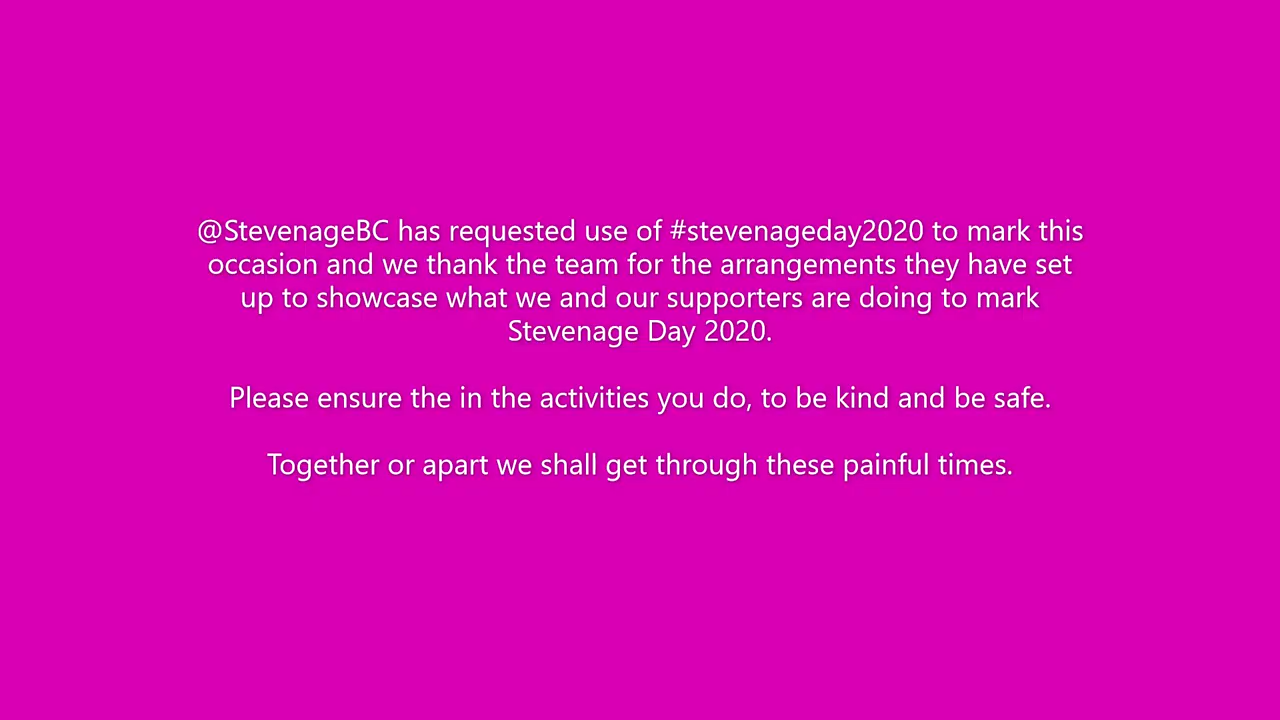 @StevenageBC has requested use of #stevenageday2020 to mark this
occasion and we thank the team for the arrangements they have set
up to showcase what we and our supporters are doing to mark
Stevenage Day 2020.
Please ensure the in the activities you do, to be kind and be safe.
Together or apart we shall get through these painful times.